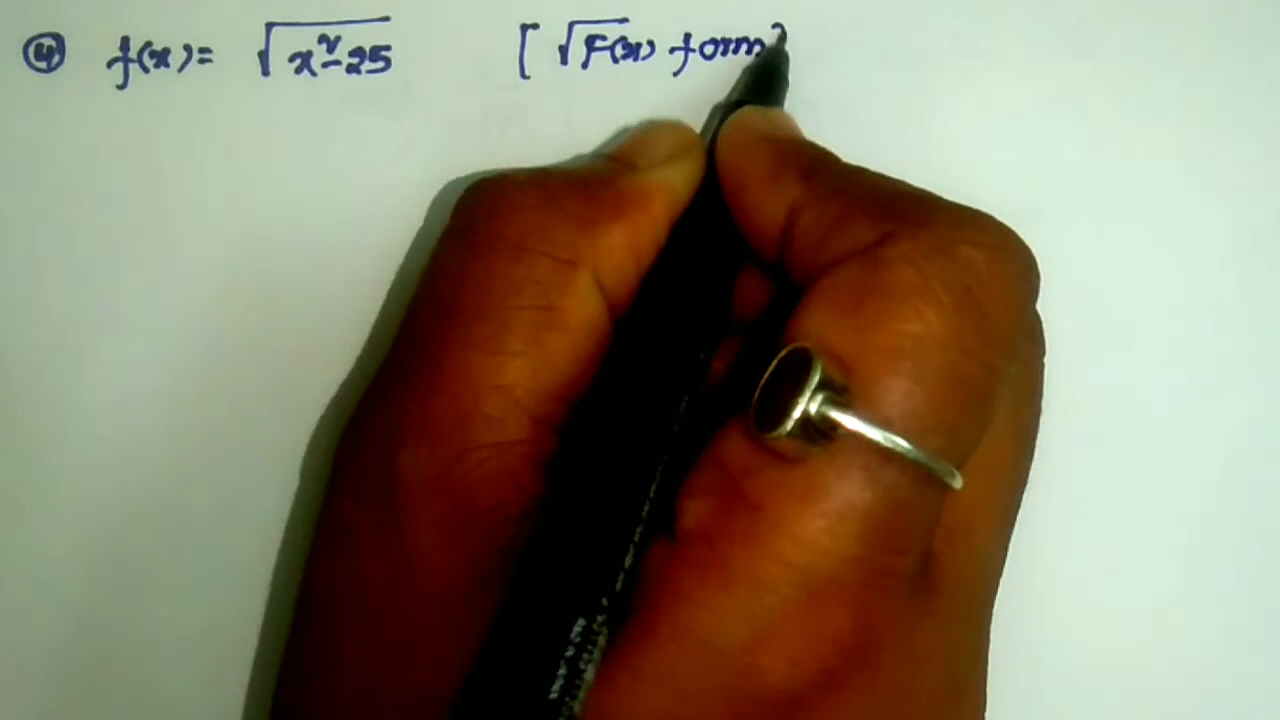 ④ f(x) = √(x²-25) [ √F(x) form ]